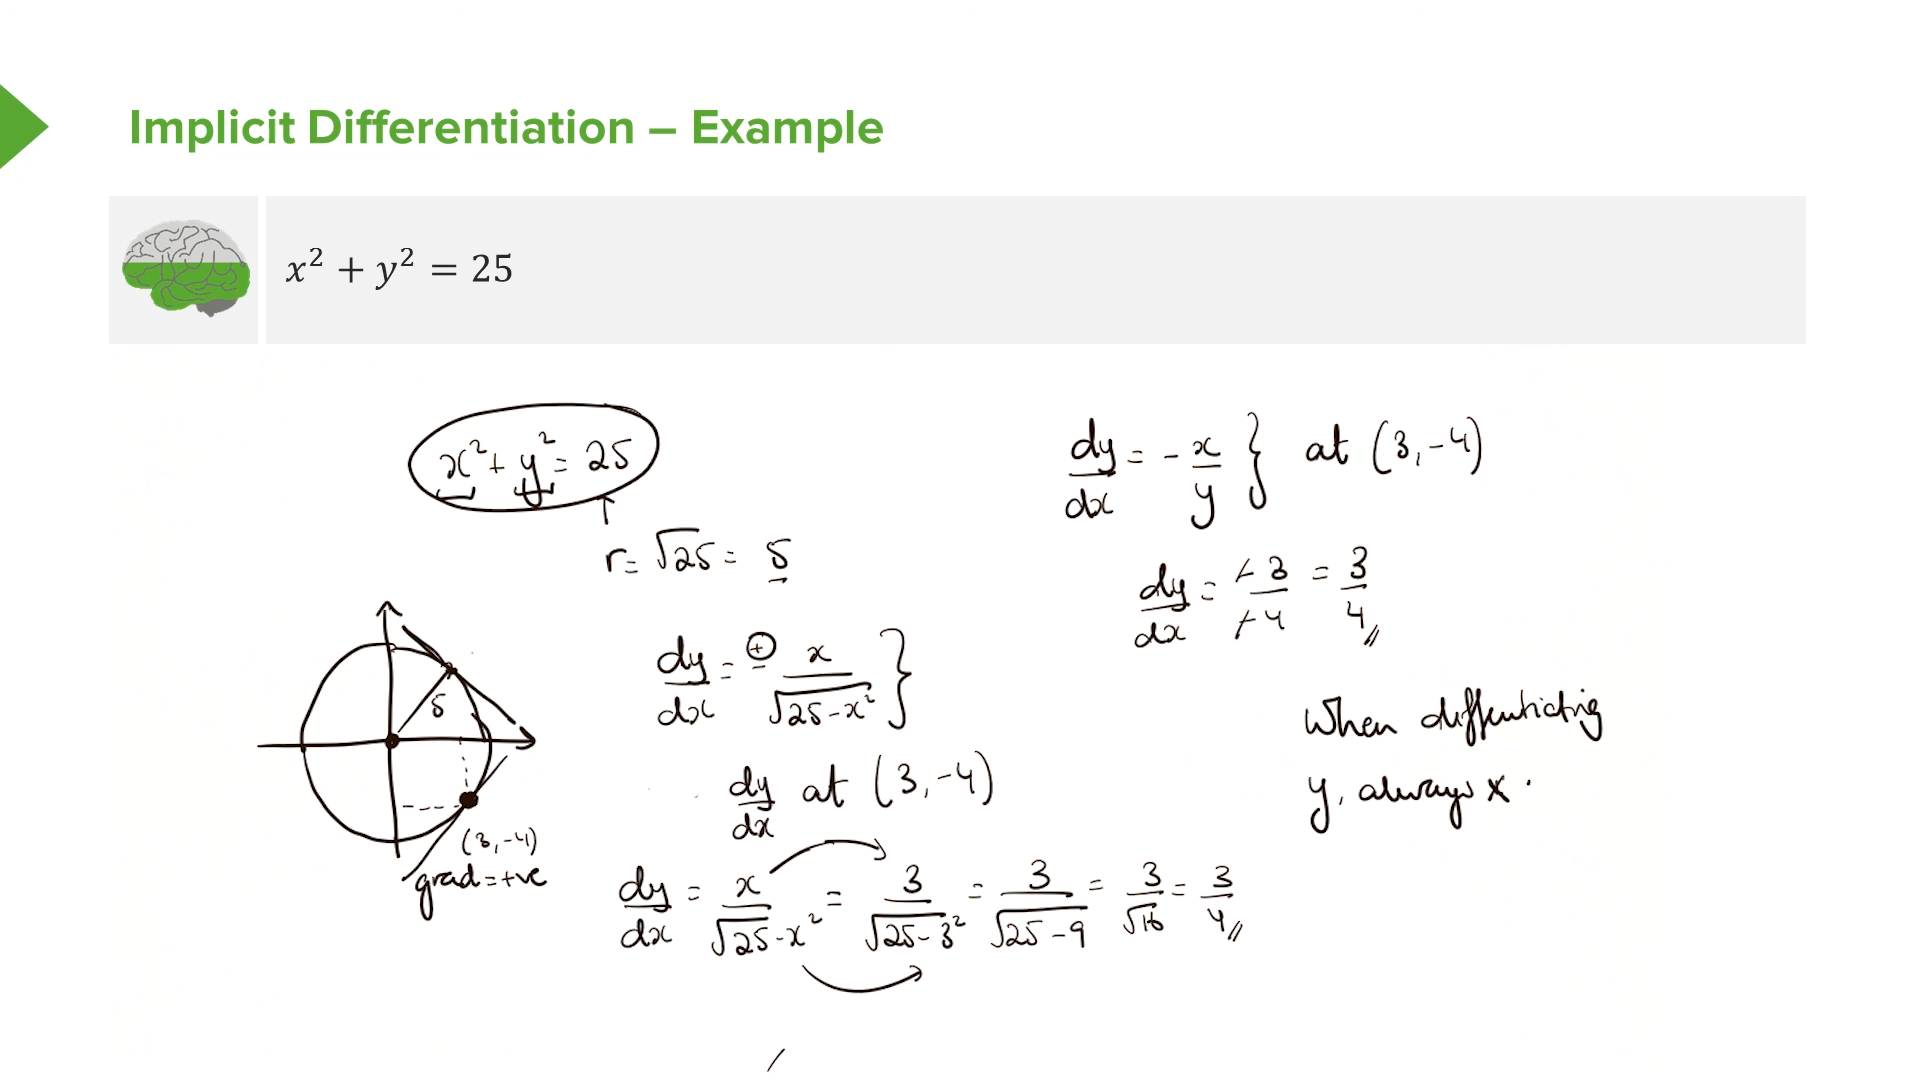 Implicit Differentiation – Example
x² + y² = 25
x² + y² = 25
r = √25 = 5
5
(3, -4)
grad = +ve
dy/dx = ± x/√25-x² }
dy/dx at (3, -4)
dy/dx = x/√25-x² = 3/√25-3² = 3/√25-9 = 3/√16 = 3/4
dy/dx = - x/y } at (3, -4)
dy/dx = -3/-4 = 3/4
When differentiating
y, always x